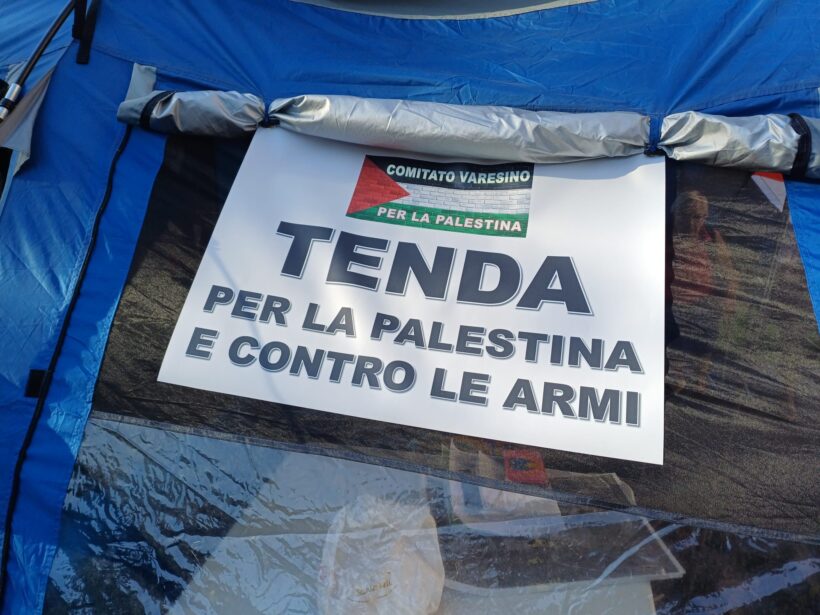 COMITATO VARESINO
PER LA PALESTINA
TENDA
PER LA PALESTINA
E CONTRO LE ARMI